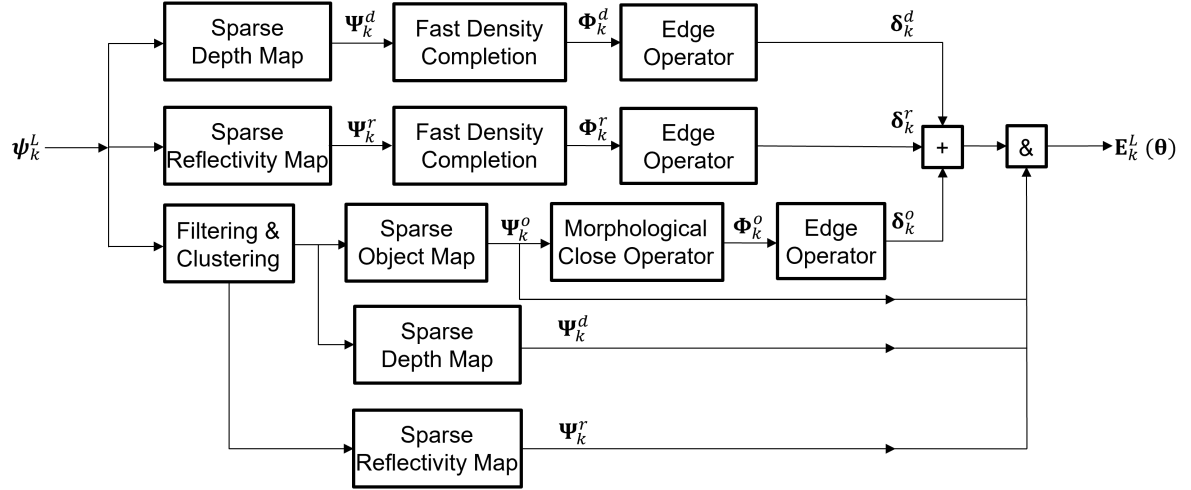 Sparse
Depth Map
Ψ_k^d
Fast Density
Completion
Φ_k^d
Edge
Operator
δ_k^d
ψ_k^L
Sparse
Reflectivity Map
Ψ_k^r
Fast Density
Completion
Φ_k^r
Edge
Operator
δ_k^r
+
&
E_k^L (θ)
Filtering &
Clustering
Sparse
Object Map
Ψ_k^o
Morphological
Close Operator
Φ_k^o
Edge
Operator
δ_k^o
Sparse
Depth Map
Ψ_k^d
Sparse
Reflectivity Map
Ψ_k^r